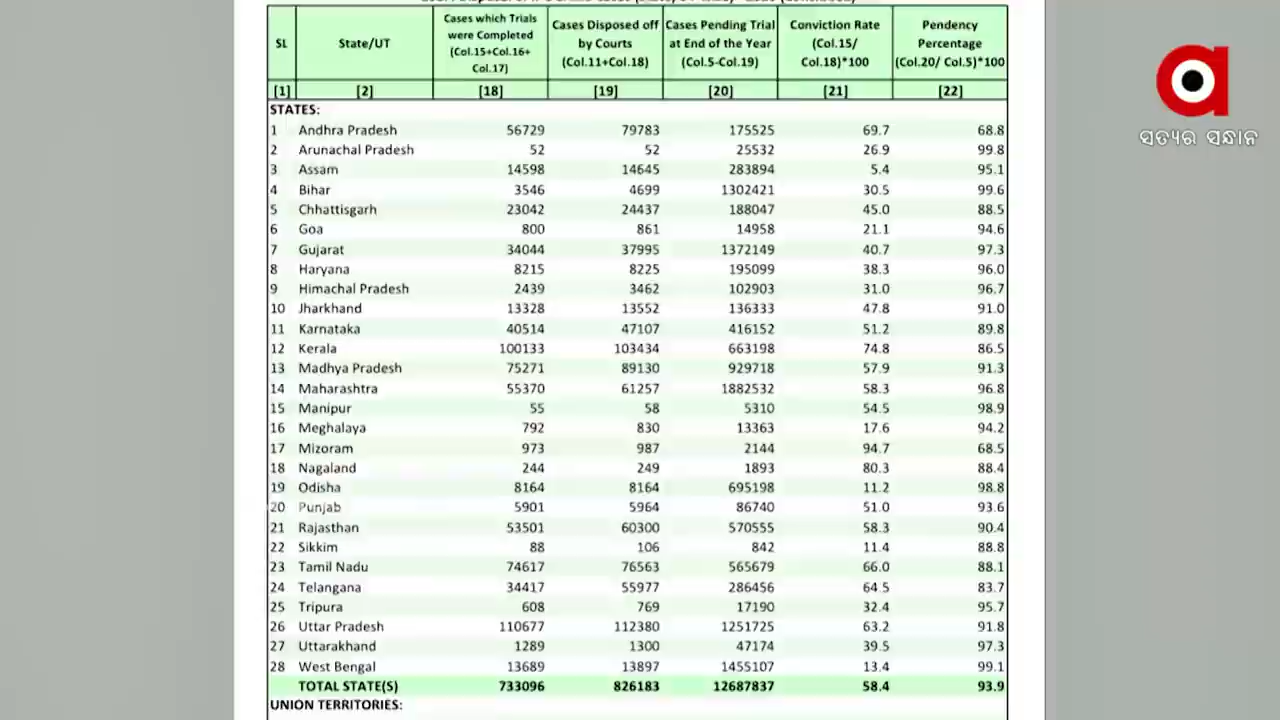 SL State/UT Cases which Trials were Completed (Col.15+Col.16+ Col.17) Cases Disposed off by Courts (Col.11+Col.18) Cases Pending Trial at End of the Year (Col.5-Col.19) Conviction Rate (Col.15/ Col.18)*100 Pendency Percentage (Col.20/ Col.5)*100
[1] [2] [18] [19] [20] [21] [22]
STATES:
1 Andhra Pradesh 56729 79783 175525 69.7 68.8
2 Arunachal Pradesh 52 52 25532 26.9 99.8
3 Assam 14598 14645 283894 5.4 95.1
4 Bihar 3546 4699 1302421 30.5 99.6
5 Chhattisgarh 23042 24437 188047 45.0 88.5
6 Goa 800 861 14958 21.1 94.6
7 Gujarat 34044 37995 1372149 40.7 97.3
8 Haryana 8215 8225 195099 38.3 96.0
9 Himachal Pradesh 2439 3462 102903 31.0 96.7
10 Jharkhand 13328 13552 136333 47.8 91.0
11 Karnataka 40514 47107 416152 51.2 89.8
12 Kerala 100133 103434 663198 74.8 86.5
13 Madhya Pradesh 75271 89130 929718 57.9 91.3
14 Maharashtra 55370 61257 1882532 58.3 96.8
15 Manipur 55 58 5310 54.5 98.9
16 Meghalaya 792 830 13363 17.6 94.2
17 Mizoram 973 987 2144 94.7 68.5
18 Nagaland 244 249 1893 80.3 88.4
19 Odisha 8164 8164 695198 11.2 98.8
20 Punjab 5901 5964 86740 51.0 93.6
21 Rajasthan 53501 60300 570555 58.3 90.4
22 Sikkim 88 106 842 11.4 88.8
23 Tamil Nadu 74617 76563 565679 66.0 88.1
24 Telangana 34417 55977 286456 64.5 83.7
25 Tripura 608 769 17190 32.4 95.7
26 Uttar Pradesh 110677 112380 1251725 63.2 91.8
27 Uttarakhand 1289 1300 47174 39.5 97.3
28 West Bengal 13689 13897 1455107 13.4 99.1
TOTAL STATE(S) 733096 826183 12687837 58.4 93.9
UNION TERRITORIES:
ସତ୍ୟର ସନ୍ଧାନ